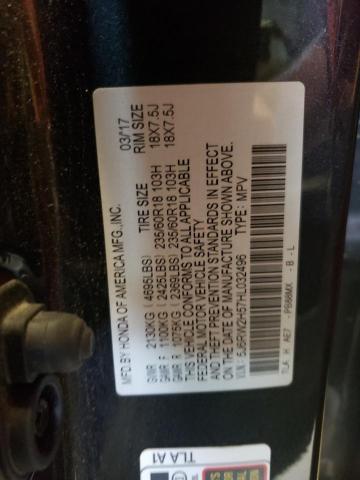 MFD.BY HONDA OF AMERICA MFG.,INC. 03/17
TIRE SIZE RIM SIZE
GVWR 2130KG (4695LBS)
GAWR F 1100KG (2425LBS) 235/60R18 103H 18X7.5J
GAWR R 1075KG (2369LBS) 235/60R18 103H 18X7.5J
THIS VEHICLE CONFORMS TO ALL APPLICABLE
FEDERAL MOTOR VEHICLE SAFETY
AND THEFT PREVENTION STANDARDS IN EFFECT
ON THE DATE OF MANUFACTURE SHOWN ABOVE.
V.I.N.: 5J6RW2H57HL032496 TYPE: MPV
TLA H AE7 - PB88MX - B - L
TLA A1